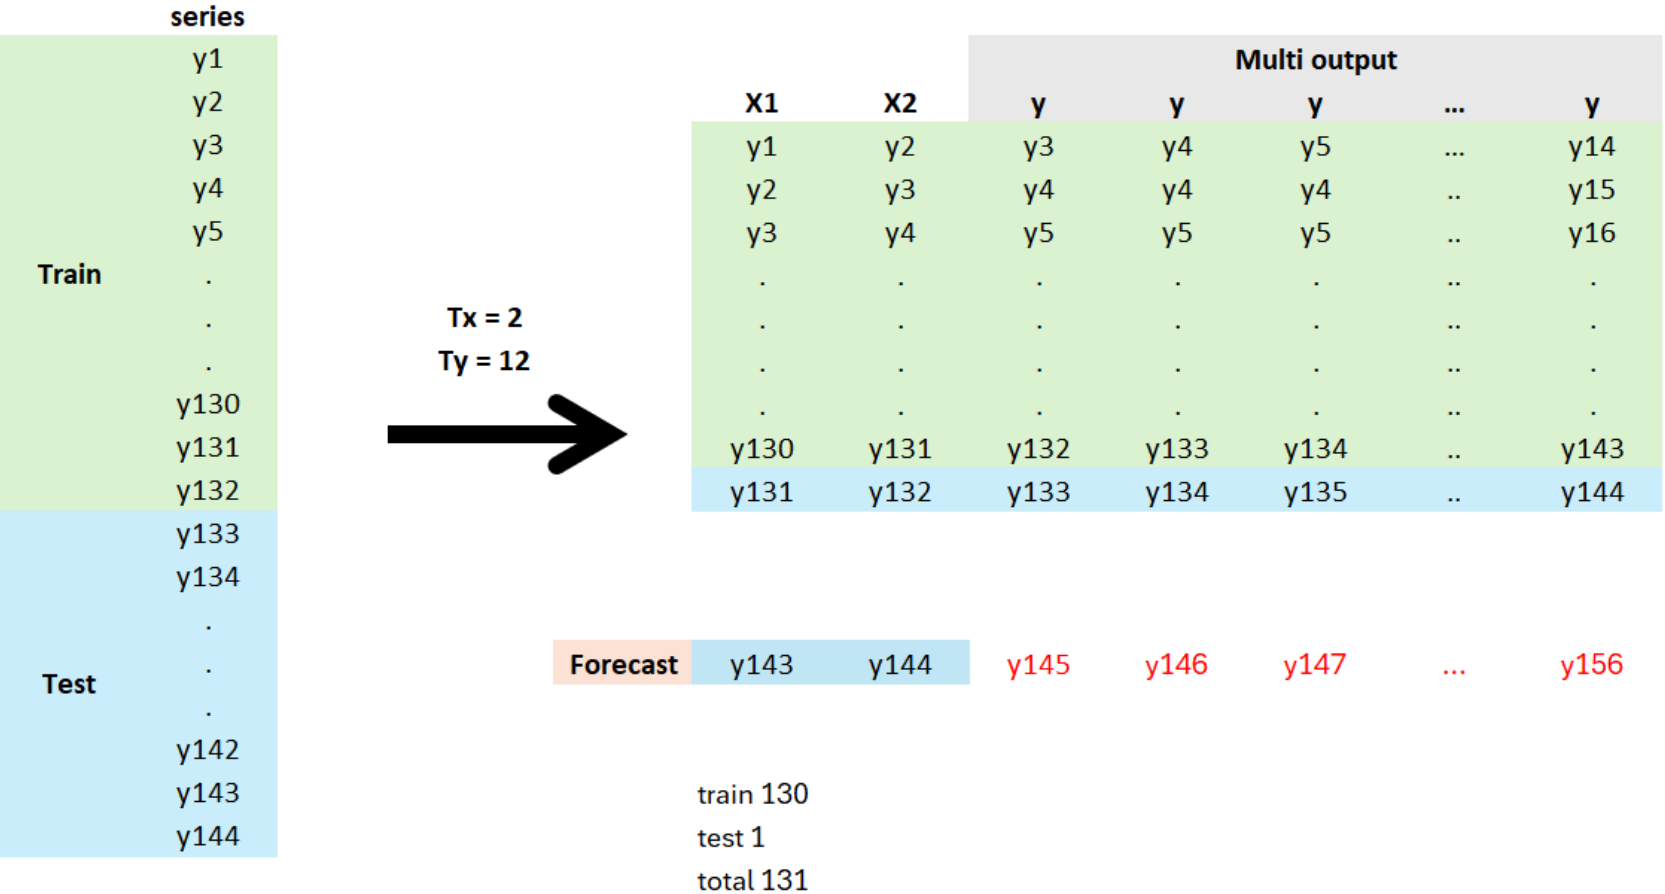 series
y1
y2
y3
y4
y5
Train
.
.
.
y130
y131
y132
y133
y134
.
.
Test
.
y142
y143
y144
Tx = 2
Ty = 12
Multi output
X1 X2 y y y ... y
y1 y2 y3 y4 y5 ... y14
y2 y3 y4 y4 y4 .. y15
y3 y4 y5 y5 y5 .. y16
. . . . . .. .
. . . . . .. .
. . . . . .. .
. . . . . .. .
y130 y131 y132 y133 y134 .. y143
y131 y132 y133 y134 y135 .. y144
Forecast y143 y144 y145 y146 y147 ... y156
train 130
test 1
total 131